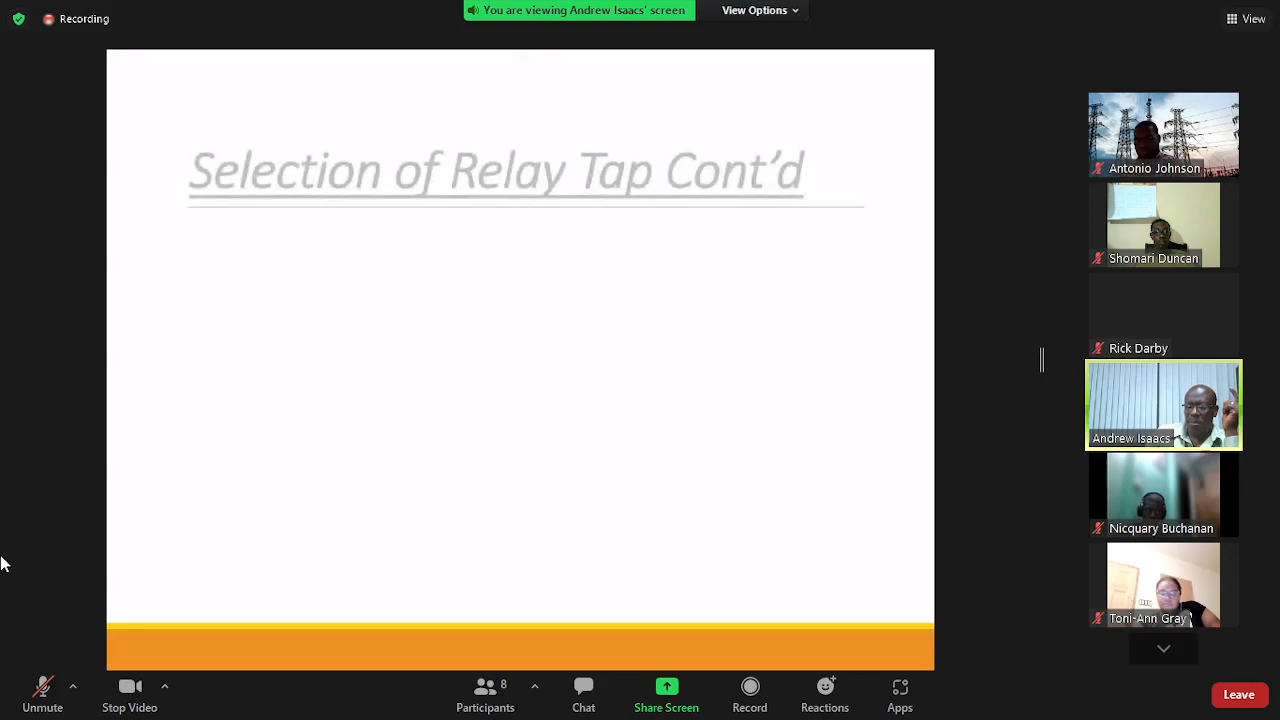 Recording
You are viewing Andrew Isaacs' screen
View Options
View
Selection of Relay Tap Cont'd
Antonio Johnson
Shomari Duncan
Rick Darby
Andrew Isaacs
Nicquary Buchanan
Toni-Ann Gray
Unmute
Stop Video
8
Participants
Chat
Share Screen
Record
Reactions
Apps
Leave